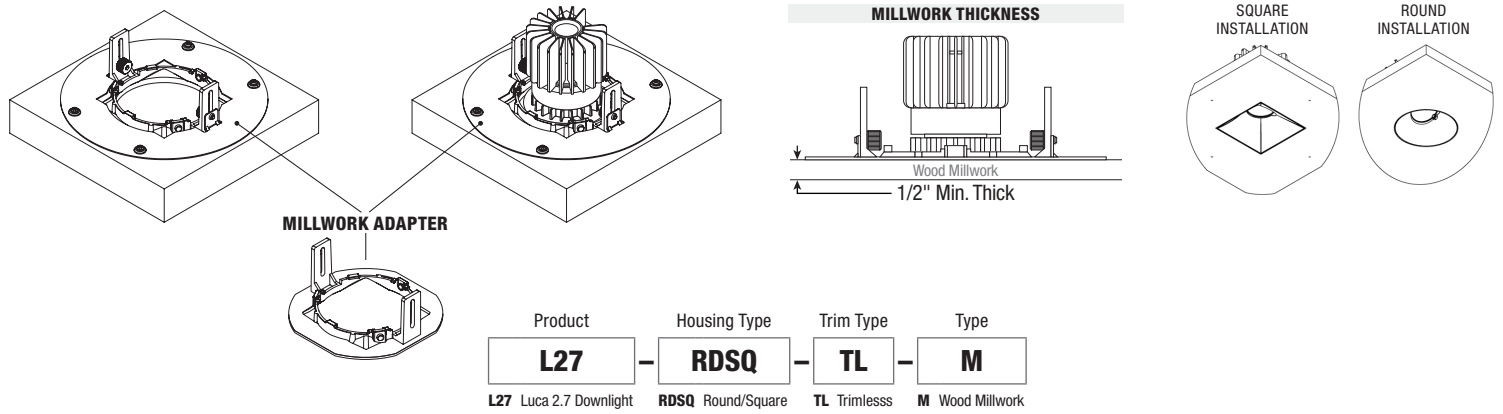 MILLWORK THICKNESS
SQUARE
INSTALLATION
ROUND
INSTALLATION
Wood Millwork
1/2" Min. Thick
MILLWORK ADAPTER
Product Housing Type Trim Type Type
L27 – RDSQ – TL – M
L27 Luca 2.7 Downlight RDSQ Round/Square TL Trimlesss M Wood Millwork